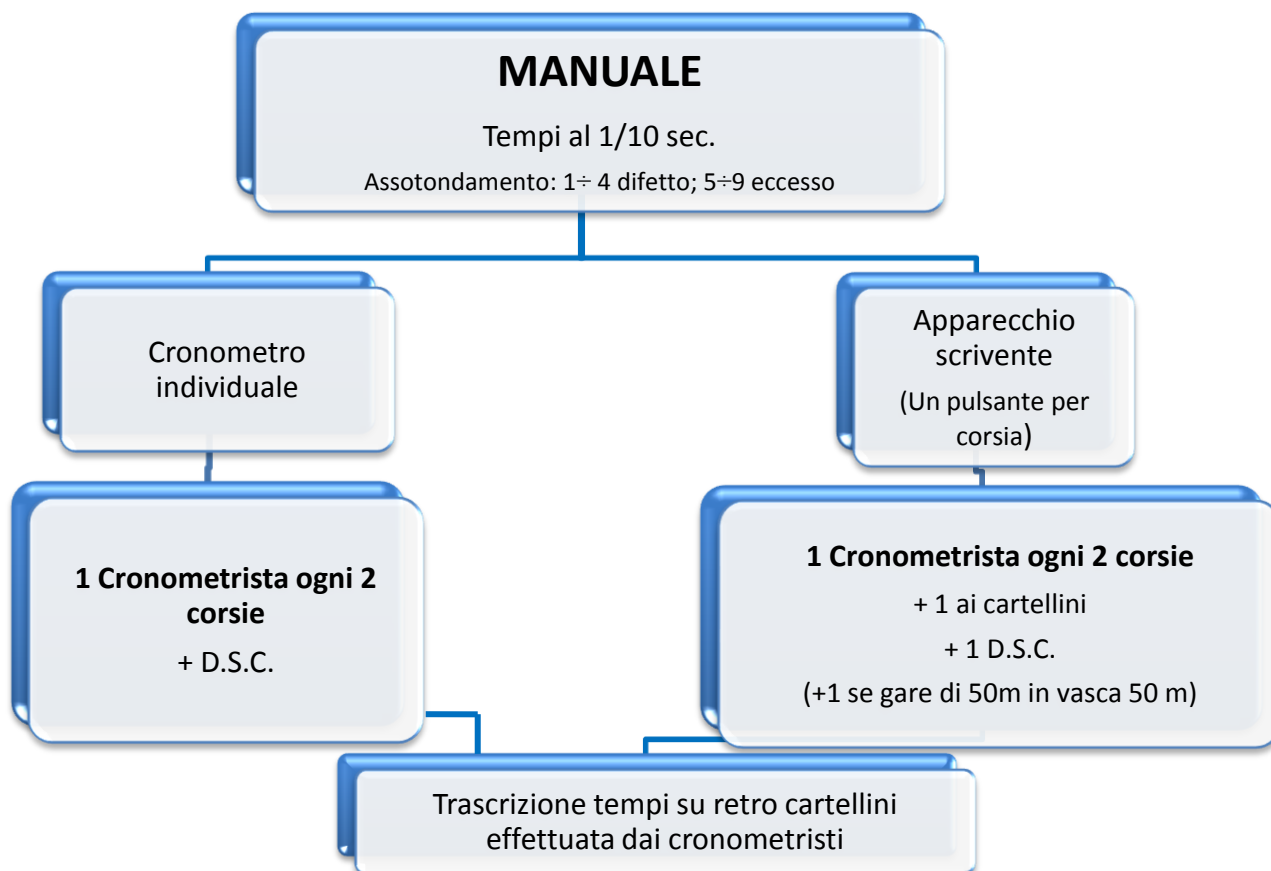 MANUALE
Tempi al 1/10 sec.
Assotondamento: 1÷ 4 difetto; 5÷9 eccesso
Cronometro
individuale
Apparecchio
scrivente
(Un pulsante per
corsia)
1 Cronometrista ogni 2
corsie
+ D.S.C.
1 Cronometrista ogni 2 corsie
+ 1 ai cartellini
+ 1 D.S.C.
(+1 se gare di 50m in vasca 50 m)
Trascrizione tempi su retro cartellini
effettuata dai cronometristi